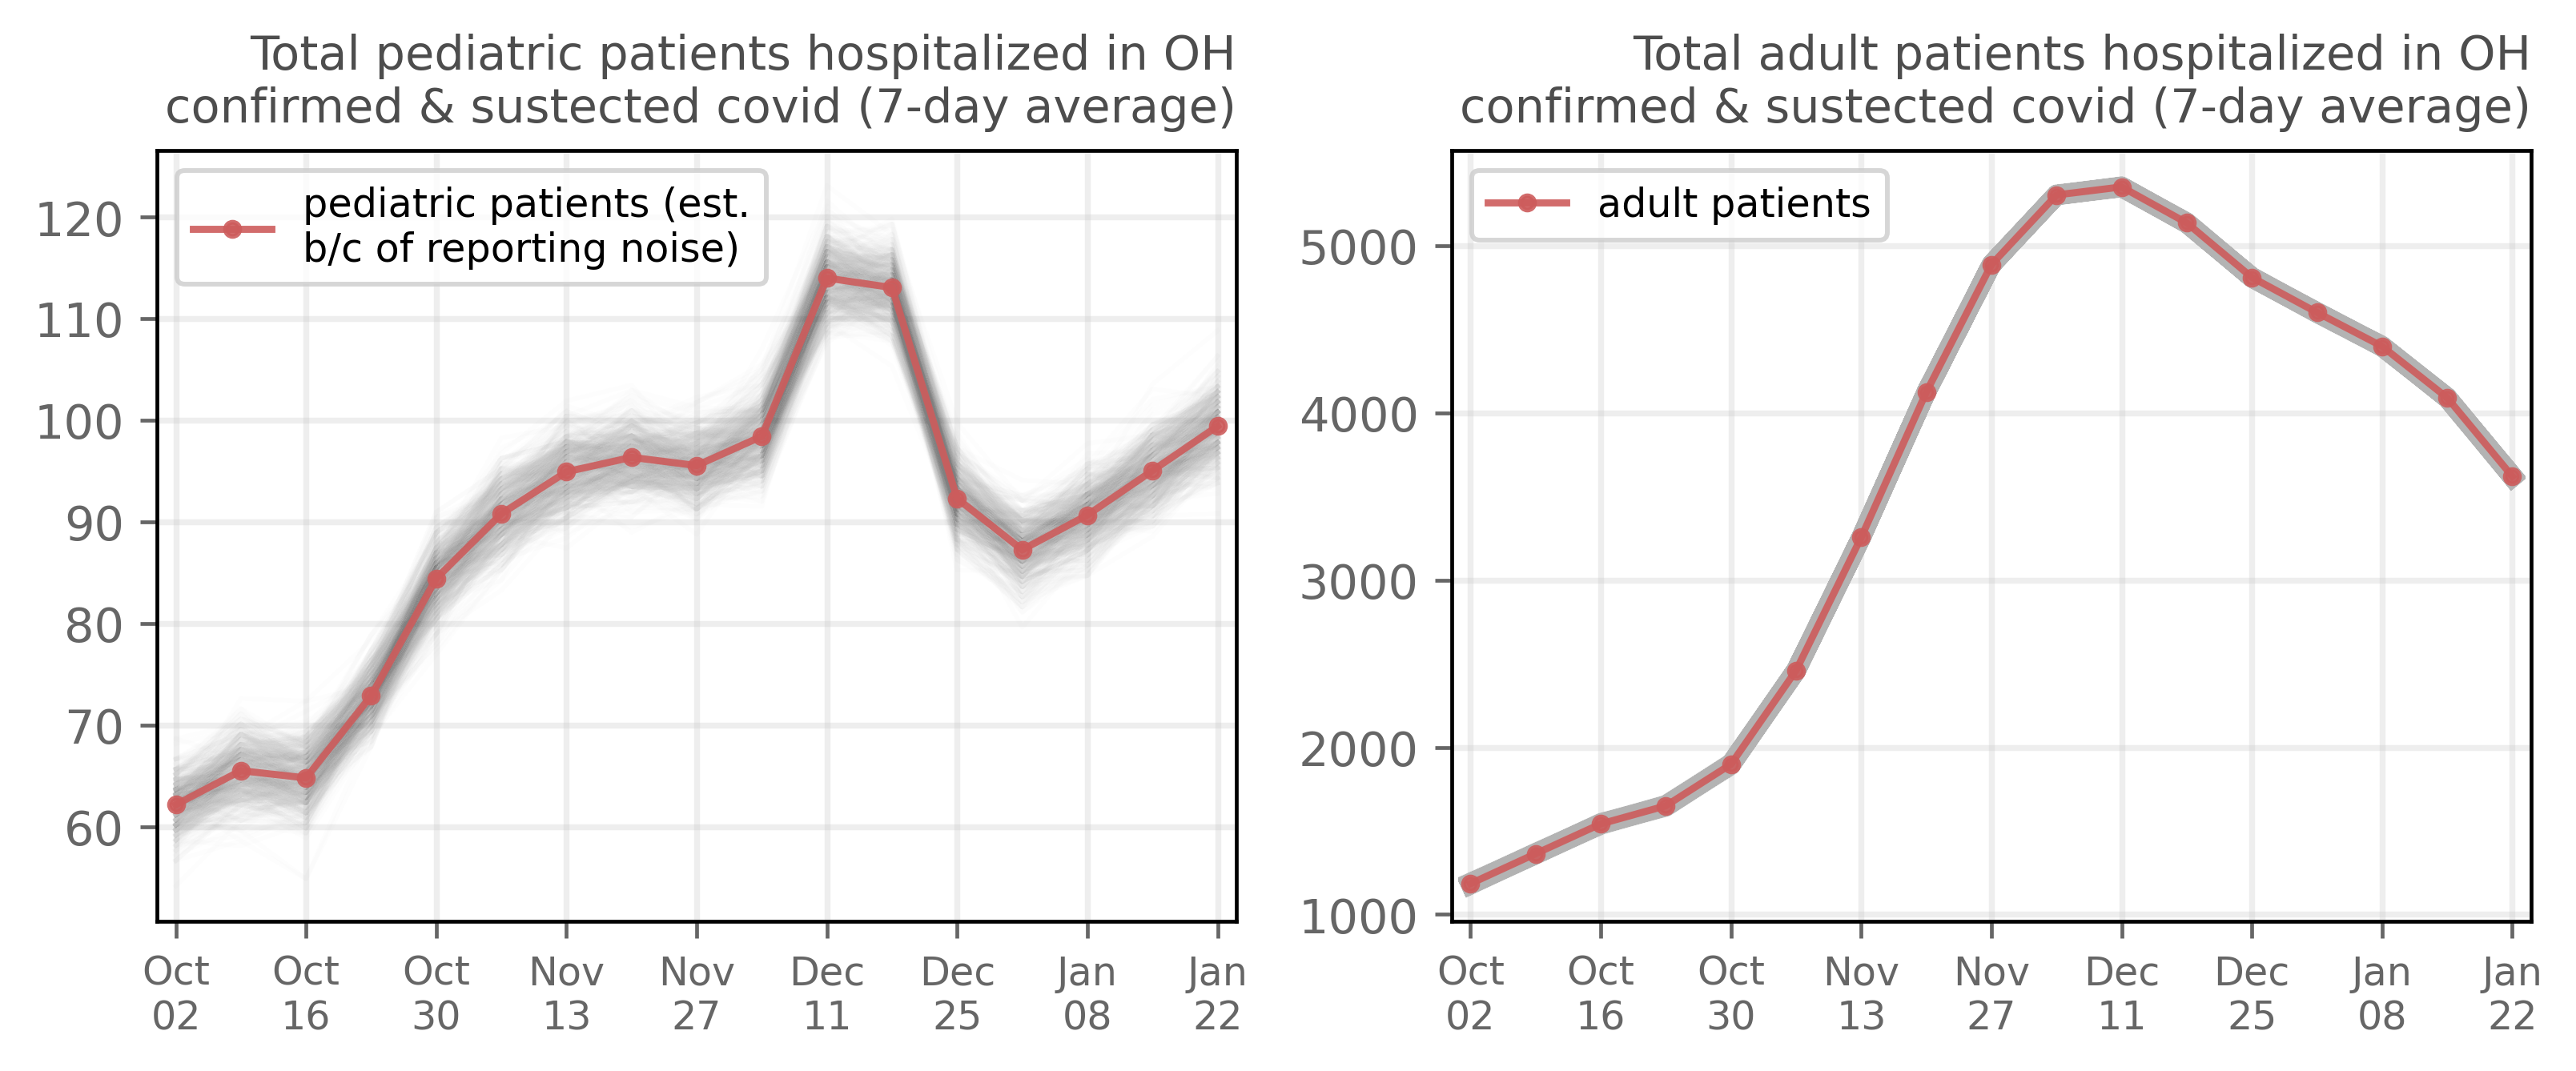 Total pediatric patients hospitalized in OH
confirmed & sustected covid (7-day average)
pediatric patients (est.
b/c of reporting noise)
120
110
100
90
80
70
60
Oct
02
Oct
16
Oct
30
Nov
13
Nov
27
Dec
11
Dec
25
Jan
08
Jan
22
Total adult patients hospitalized in OH
confirmed & sustected covid (7-day average)
adult patients
5000
4000
3000
2000
1000
Oct
02
Oct
16
Oct
30
Nov
13
Nov
27
Dec
11
Dec
25
Jan
08
Jan
22